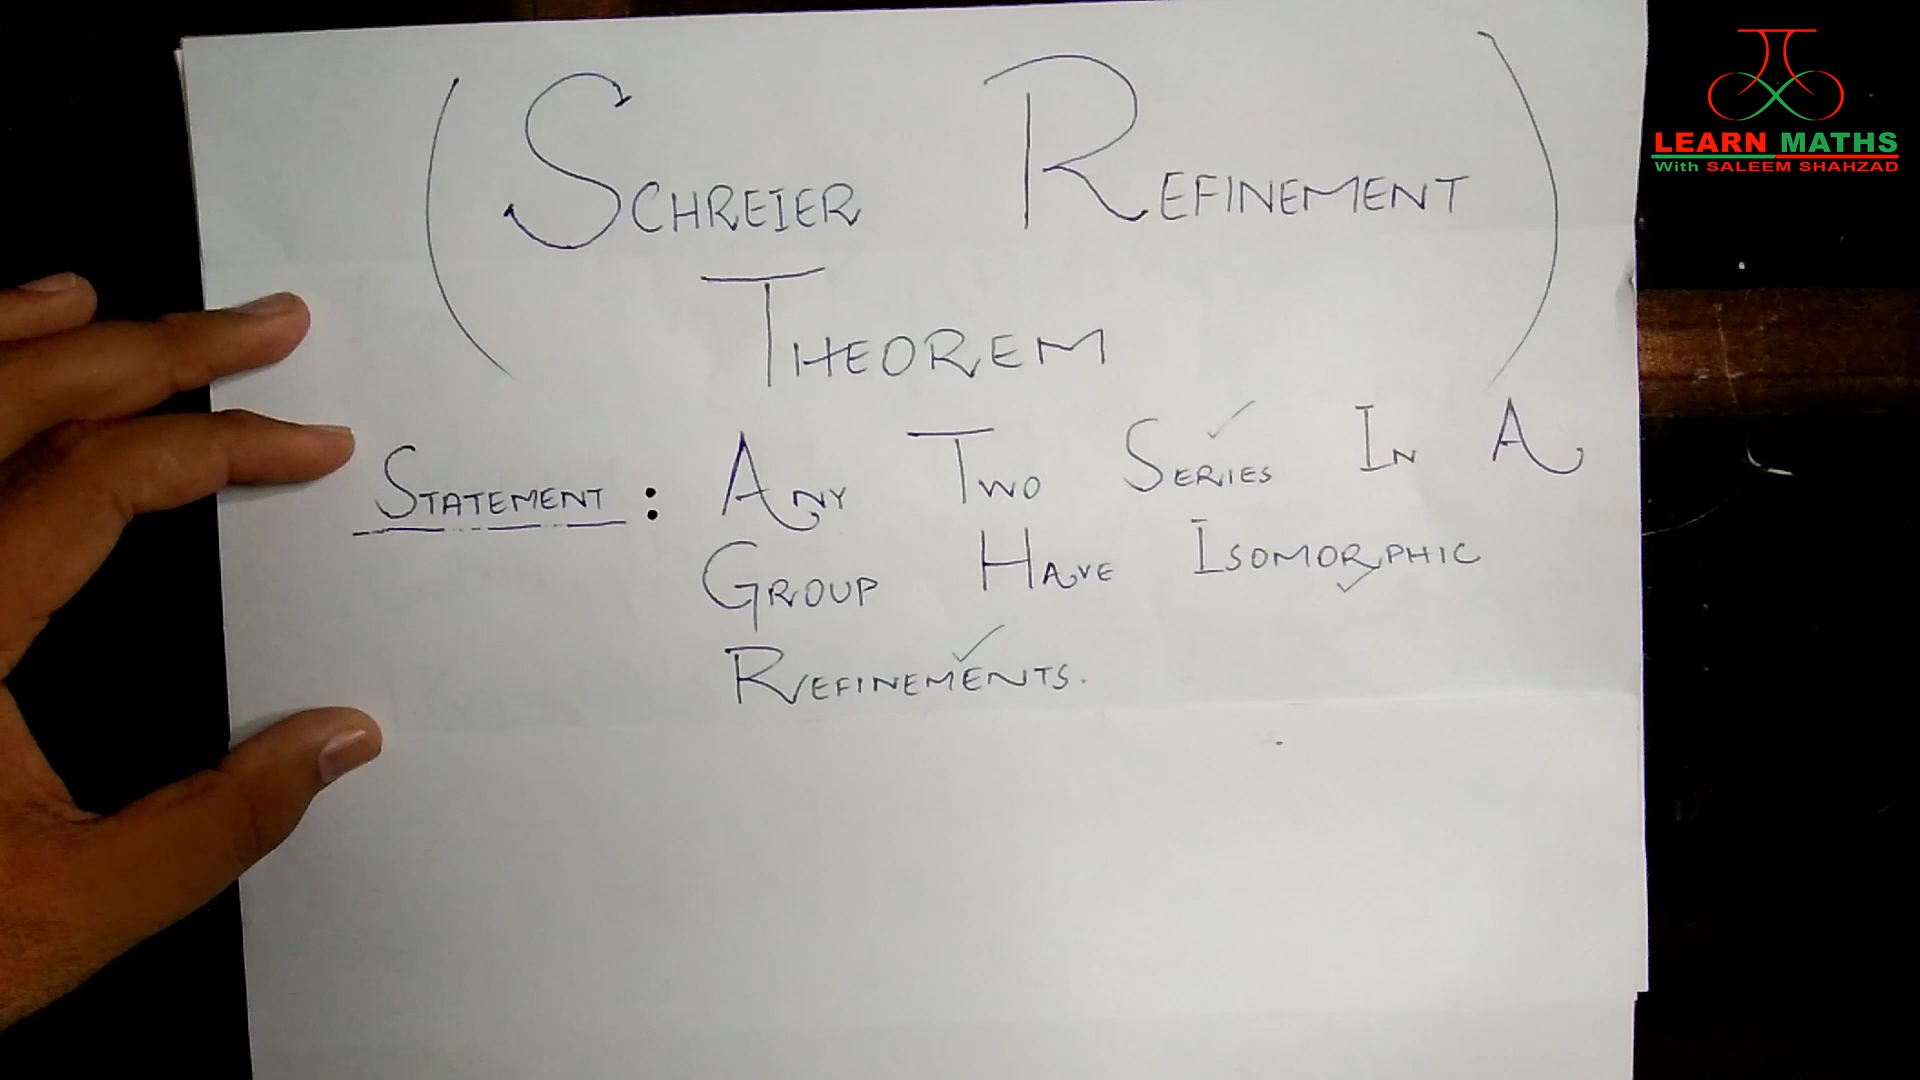 (SCHREIER REFINEMENT
THEOREM)
STATEMENT: ANY TWO SERIES IN A
GROUP HAVE ISOMORPHIC
REFINEMENTS.
LEARN MATHS
With SALEEM SHAHZAD